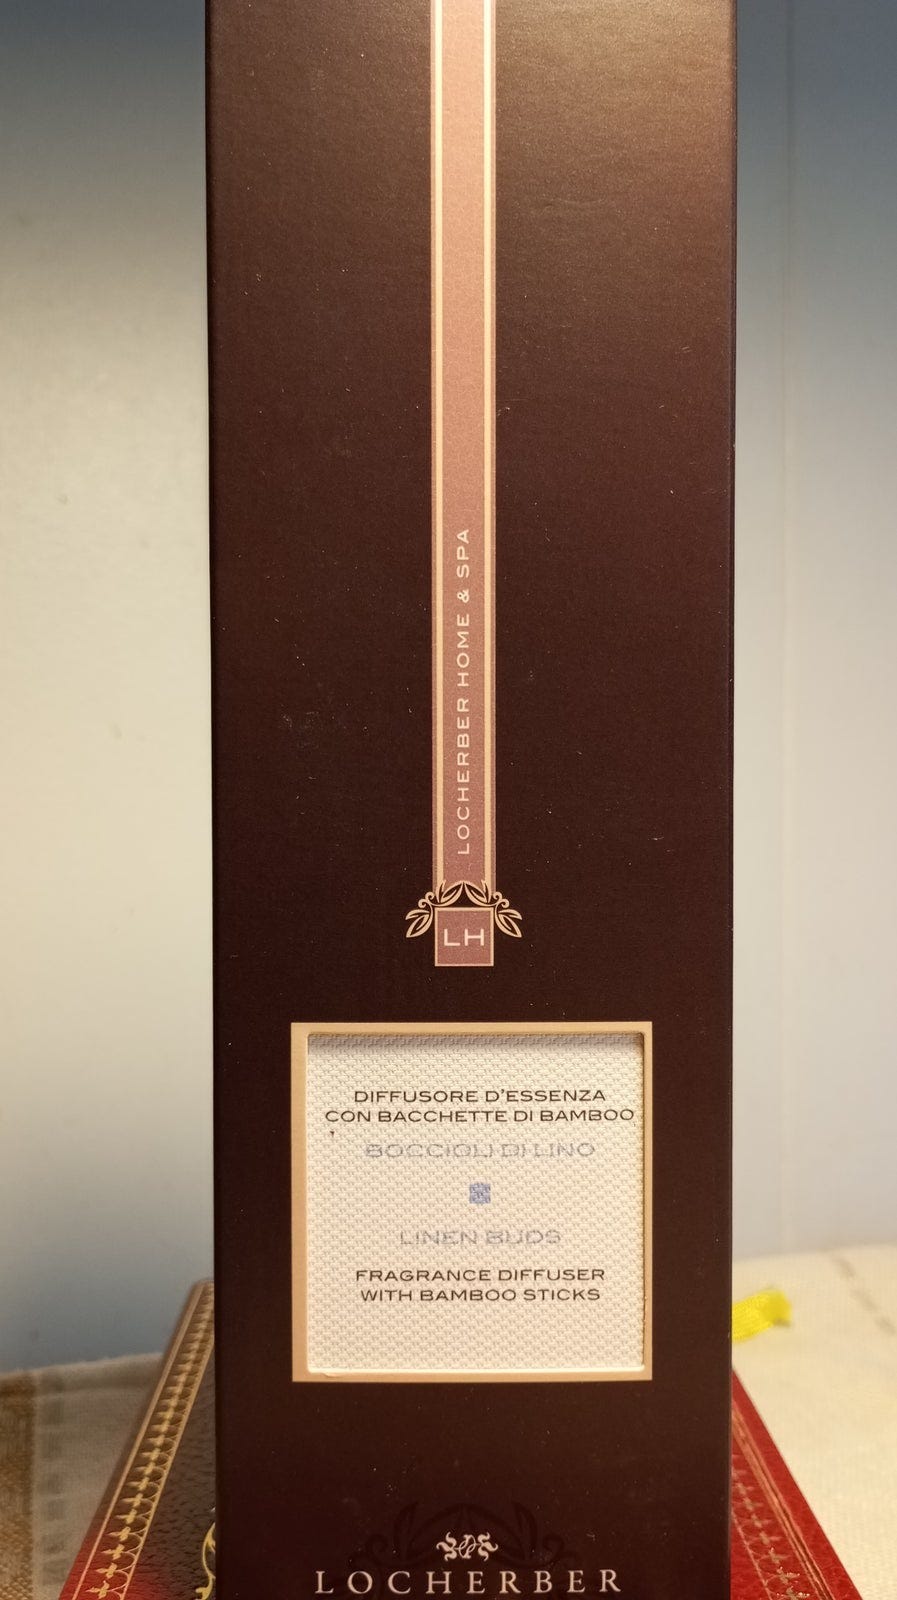 LOCHERBER HOME & SPA
LH
DIFFUSORE D'ESSENZA
CON BACCHETTE DI BAMBOO
BOCCIOLI DI LINO
LINEN BUDS
FRAGRANCE DIFFUSER
WITH BAMBOO STICKS
LOCHERBER